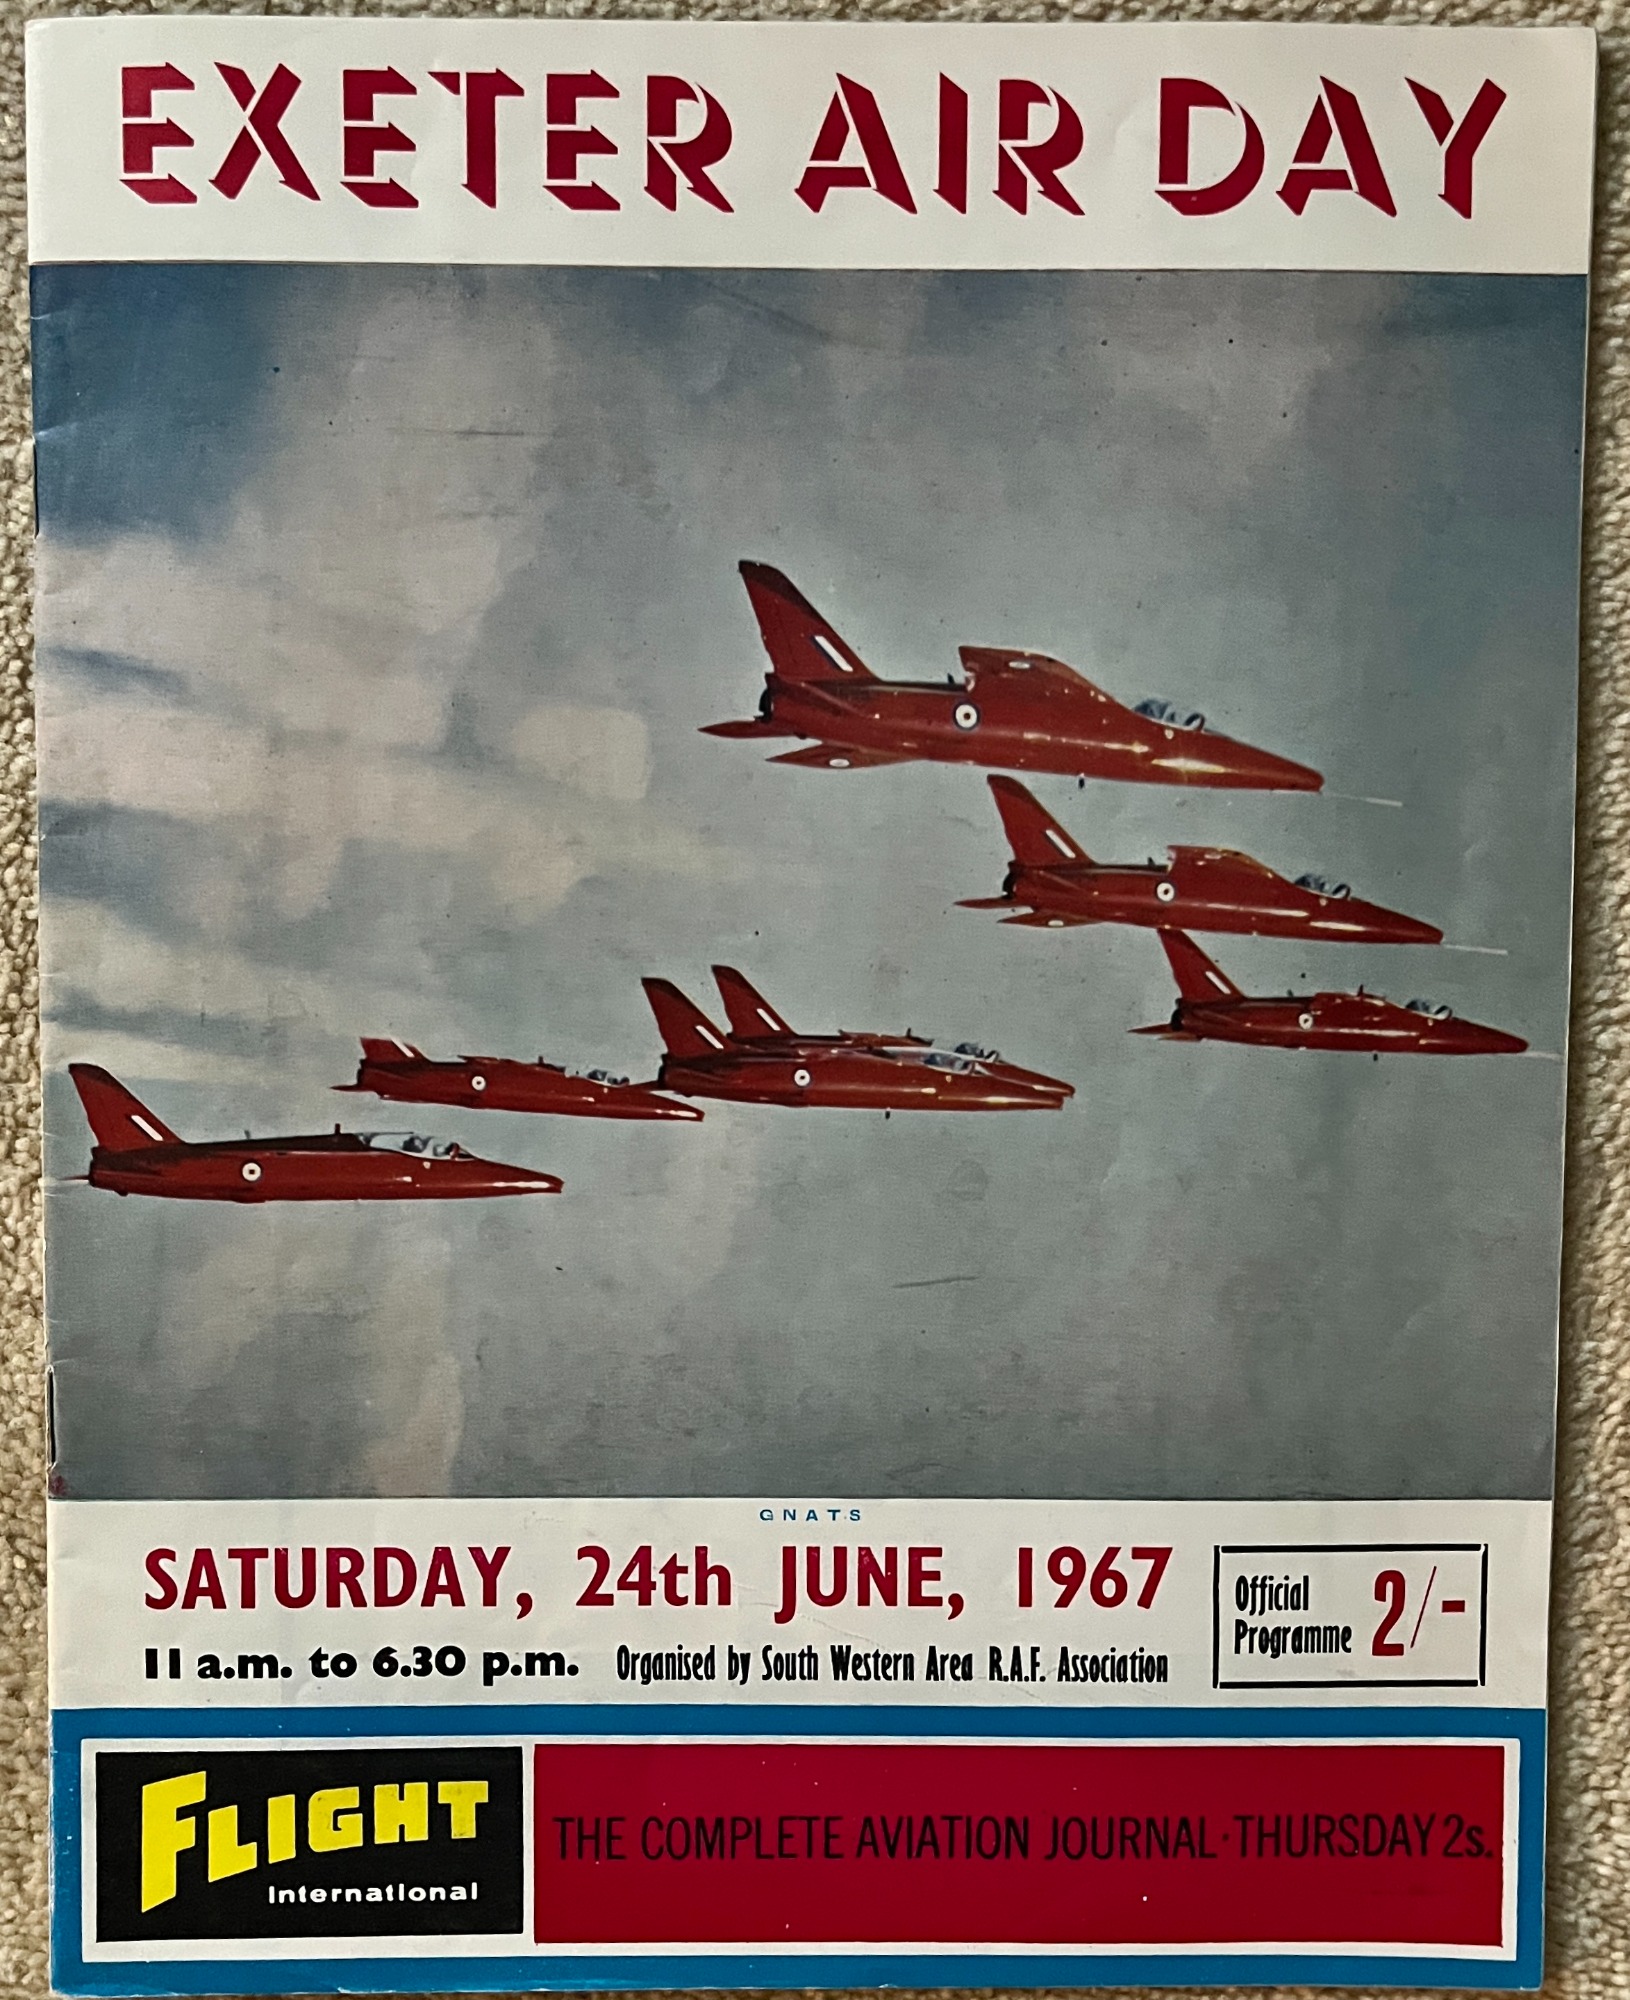 EXETER AIR DAY
GNATS
SATURDAY, 24th JUNE, 1967
11 a.m. to 6.30 p.m. Organised by South Western Area R.A.F. Association
Official
Programme 2/-
FLIGHT
International
THE COMPLETE AVIATION JOURNAL·THURSDAY 2s.